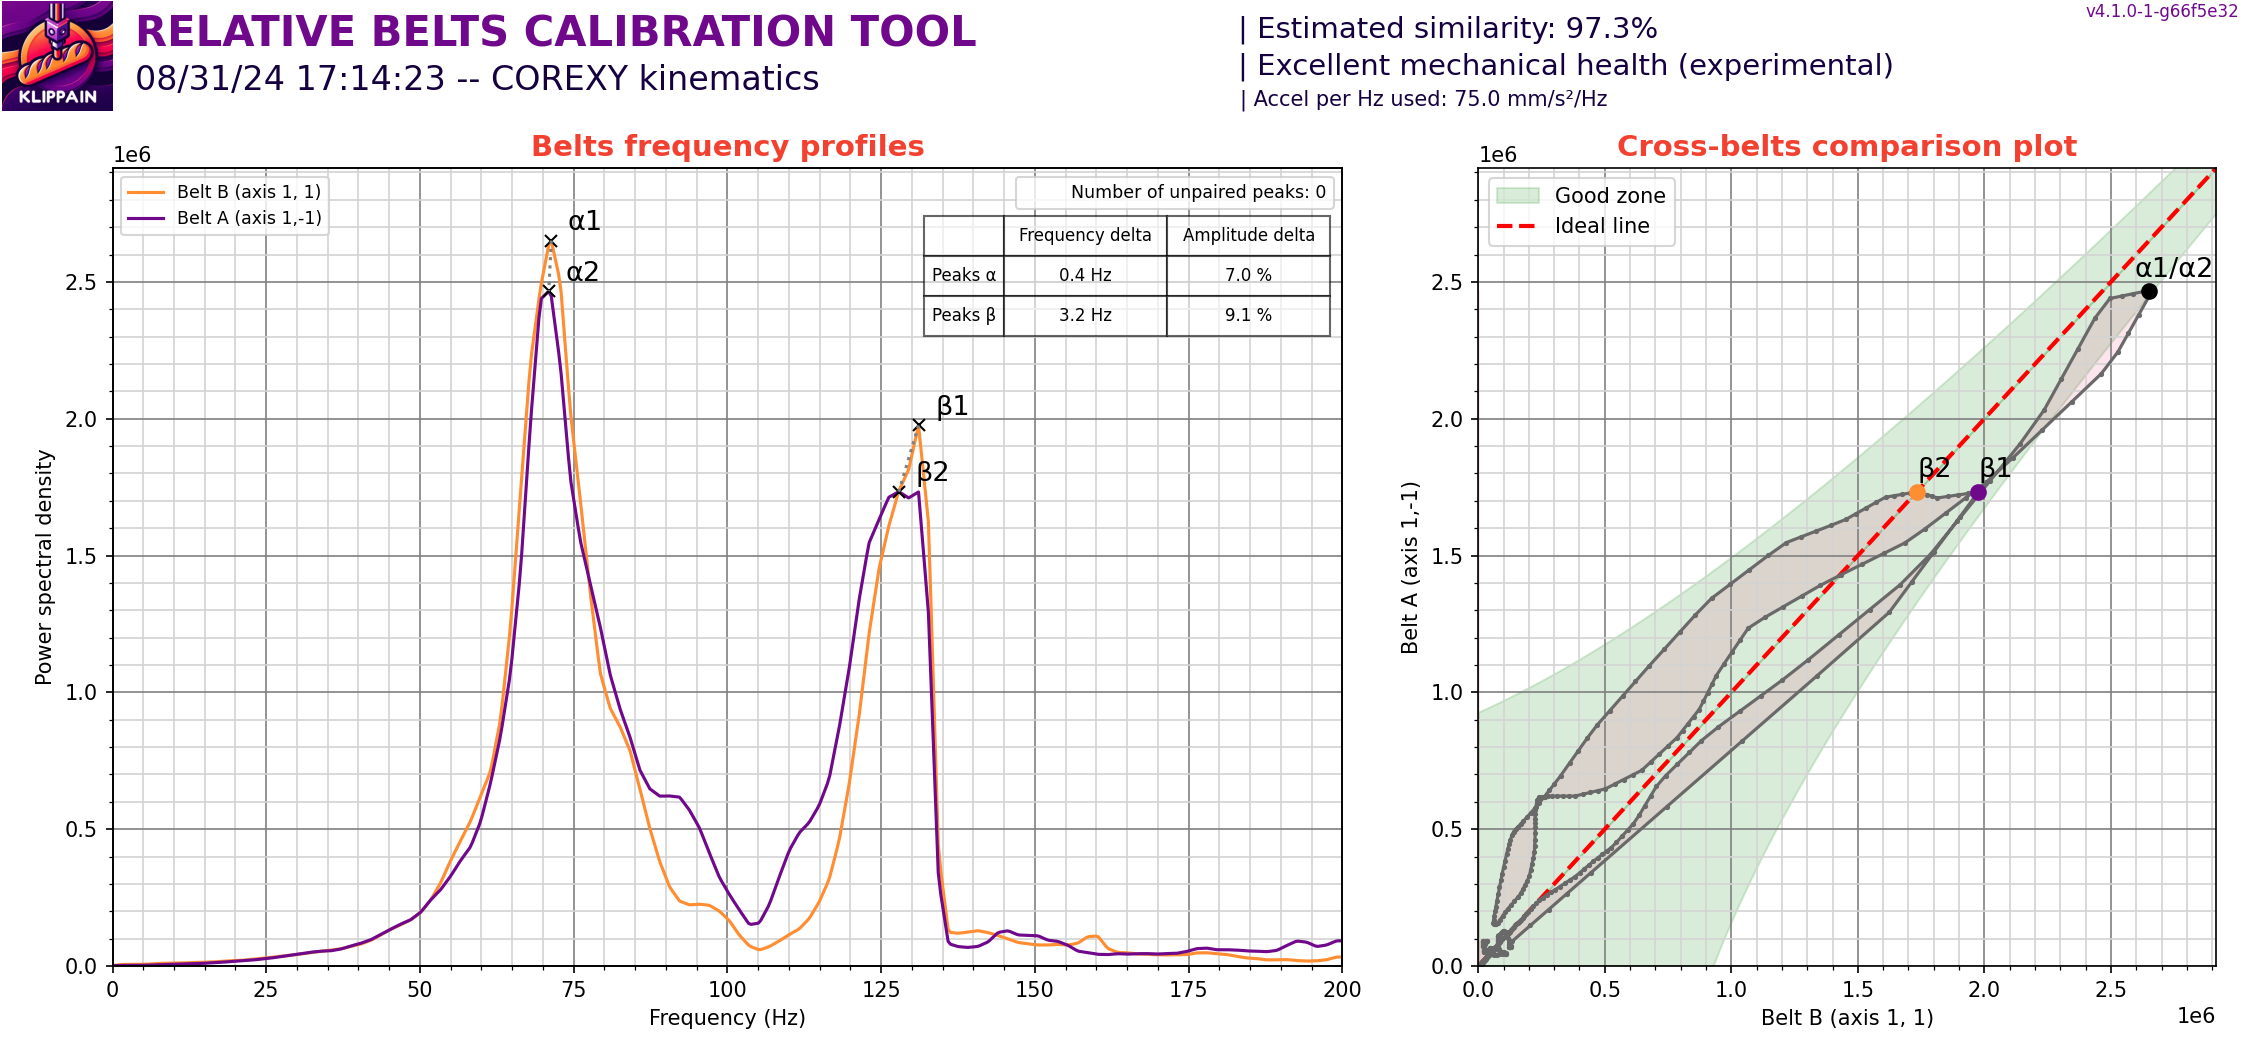 KLIPPAIN
RELATIVE BELTS CALIBRATION TOOL
08/31/24 17:14:23 -- COREXY kinematics
| Estimated similarity: 97.3%
| Excellent mechanical health (experimental)
| Accel per Hz used: 75.0 mm/s²/Hz
v4.1.0-1-g66f5e32
Belts frequency profiles
1e6
Belt B (axis 1, 1)
Belt A (axis 1,-1)
Number of unpaired peaks: 0
Frequency delta Amplitude delta
Peaks α 0.4 Hz 7.0 %
Peaks β 3.2 Hz 9.1 %
α1
α2
β1
β2
Power spectral density
2.5
2.0
1.5
1.0
0.5
0.0
0 25 50 75 100 125 150 175 200
Frequency (Hz)
Cross-belts comparison plot
1e6
Good zone
Ideal line
α1/α2
β2 β1
Belt A (axis 1,-1)
2.5
2.0
1.5
1.0
0.5
0.0
0.0 0.5 1.0 1.5 2.0 2.5
Belt B (axis 1, 1)
1e6